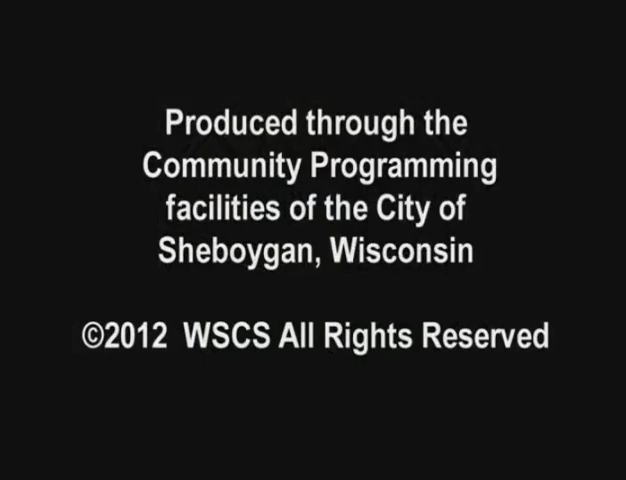 Produced through the
Community Programming
facilities of the City of
Sheboygan, Wisconsin
©2012 WSCS All Rights Reserved